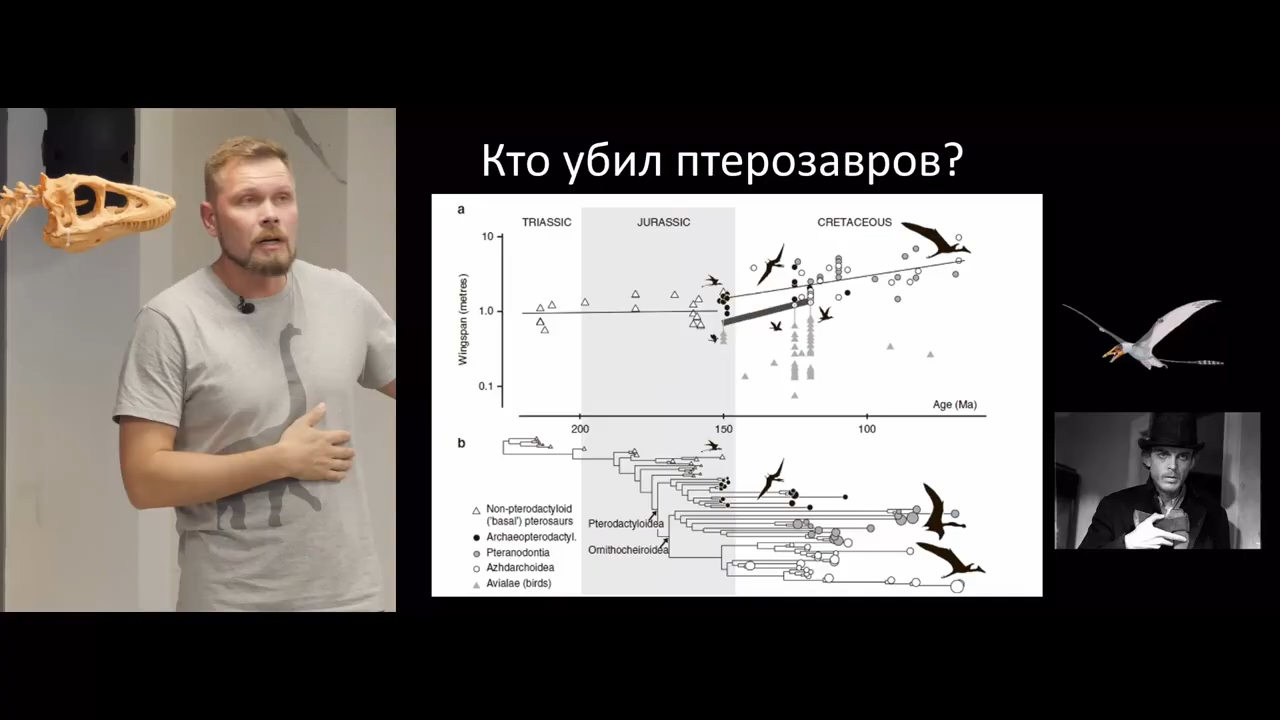 Кто убил птерозавров?
a
TRIASSIC
JURASSIC
CRETACEOUS
10
1.0
0.1
Wingspan (metres)
Age (Ma)
200
150
100
b
Pterodactyloidea
Ornithocheiroidea
Non-pterodactyloid
('basal') pterosaurs
Archaeopterodactyl.
Pteranodontia
Azhdarchoidea
Avialae (birds)